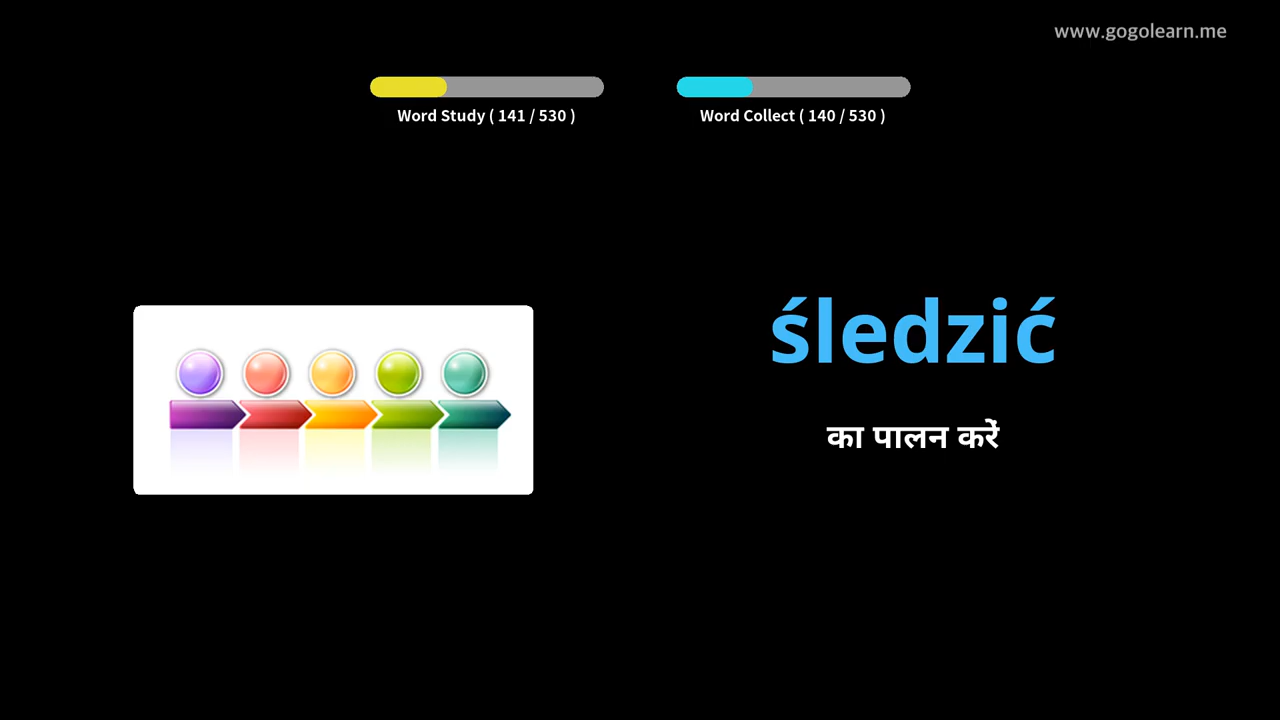 www.gogolearn.me
Word Study ( 141 / 530 )
Word Collect ( 140 / 530 )
śledzić
का पालन करें